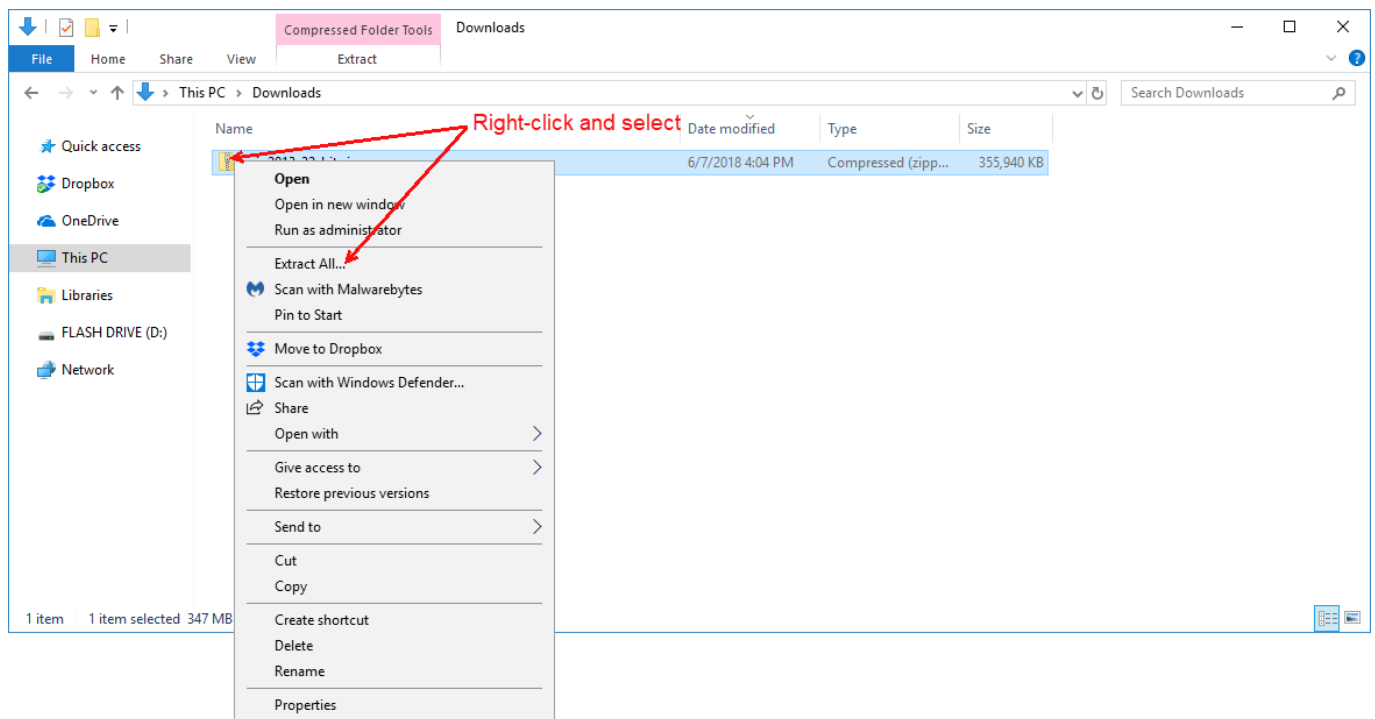 Compressed Folder Tools
Downloads
File
Home
Share
View
Extract
This PC > Downloads
Search Downloads
Right-click and select
Name
Date modified
Type
Size
6/7/2018 4:04 PM
Compressed (zipp...
355,940 KB
Quick access
Dropbox
OneDrive
This PC
Libraries
FLASH DRIVE (D:)
Network
Open
Open in new window
Run as administrator
Extract All...
Scan with Malwarebytes
Pin to Start
Move to Dropbox
Scan with Windows Defender...
Share
Open with
Give access to
Restore previous versions
Send to
Cut
Copy
Create shortcut
Delete
Rename
Properties
1 item
1 item selected 347 MB